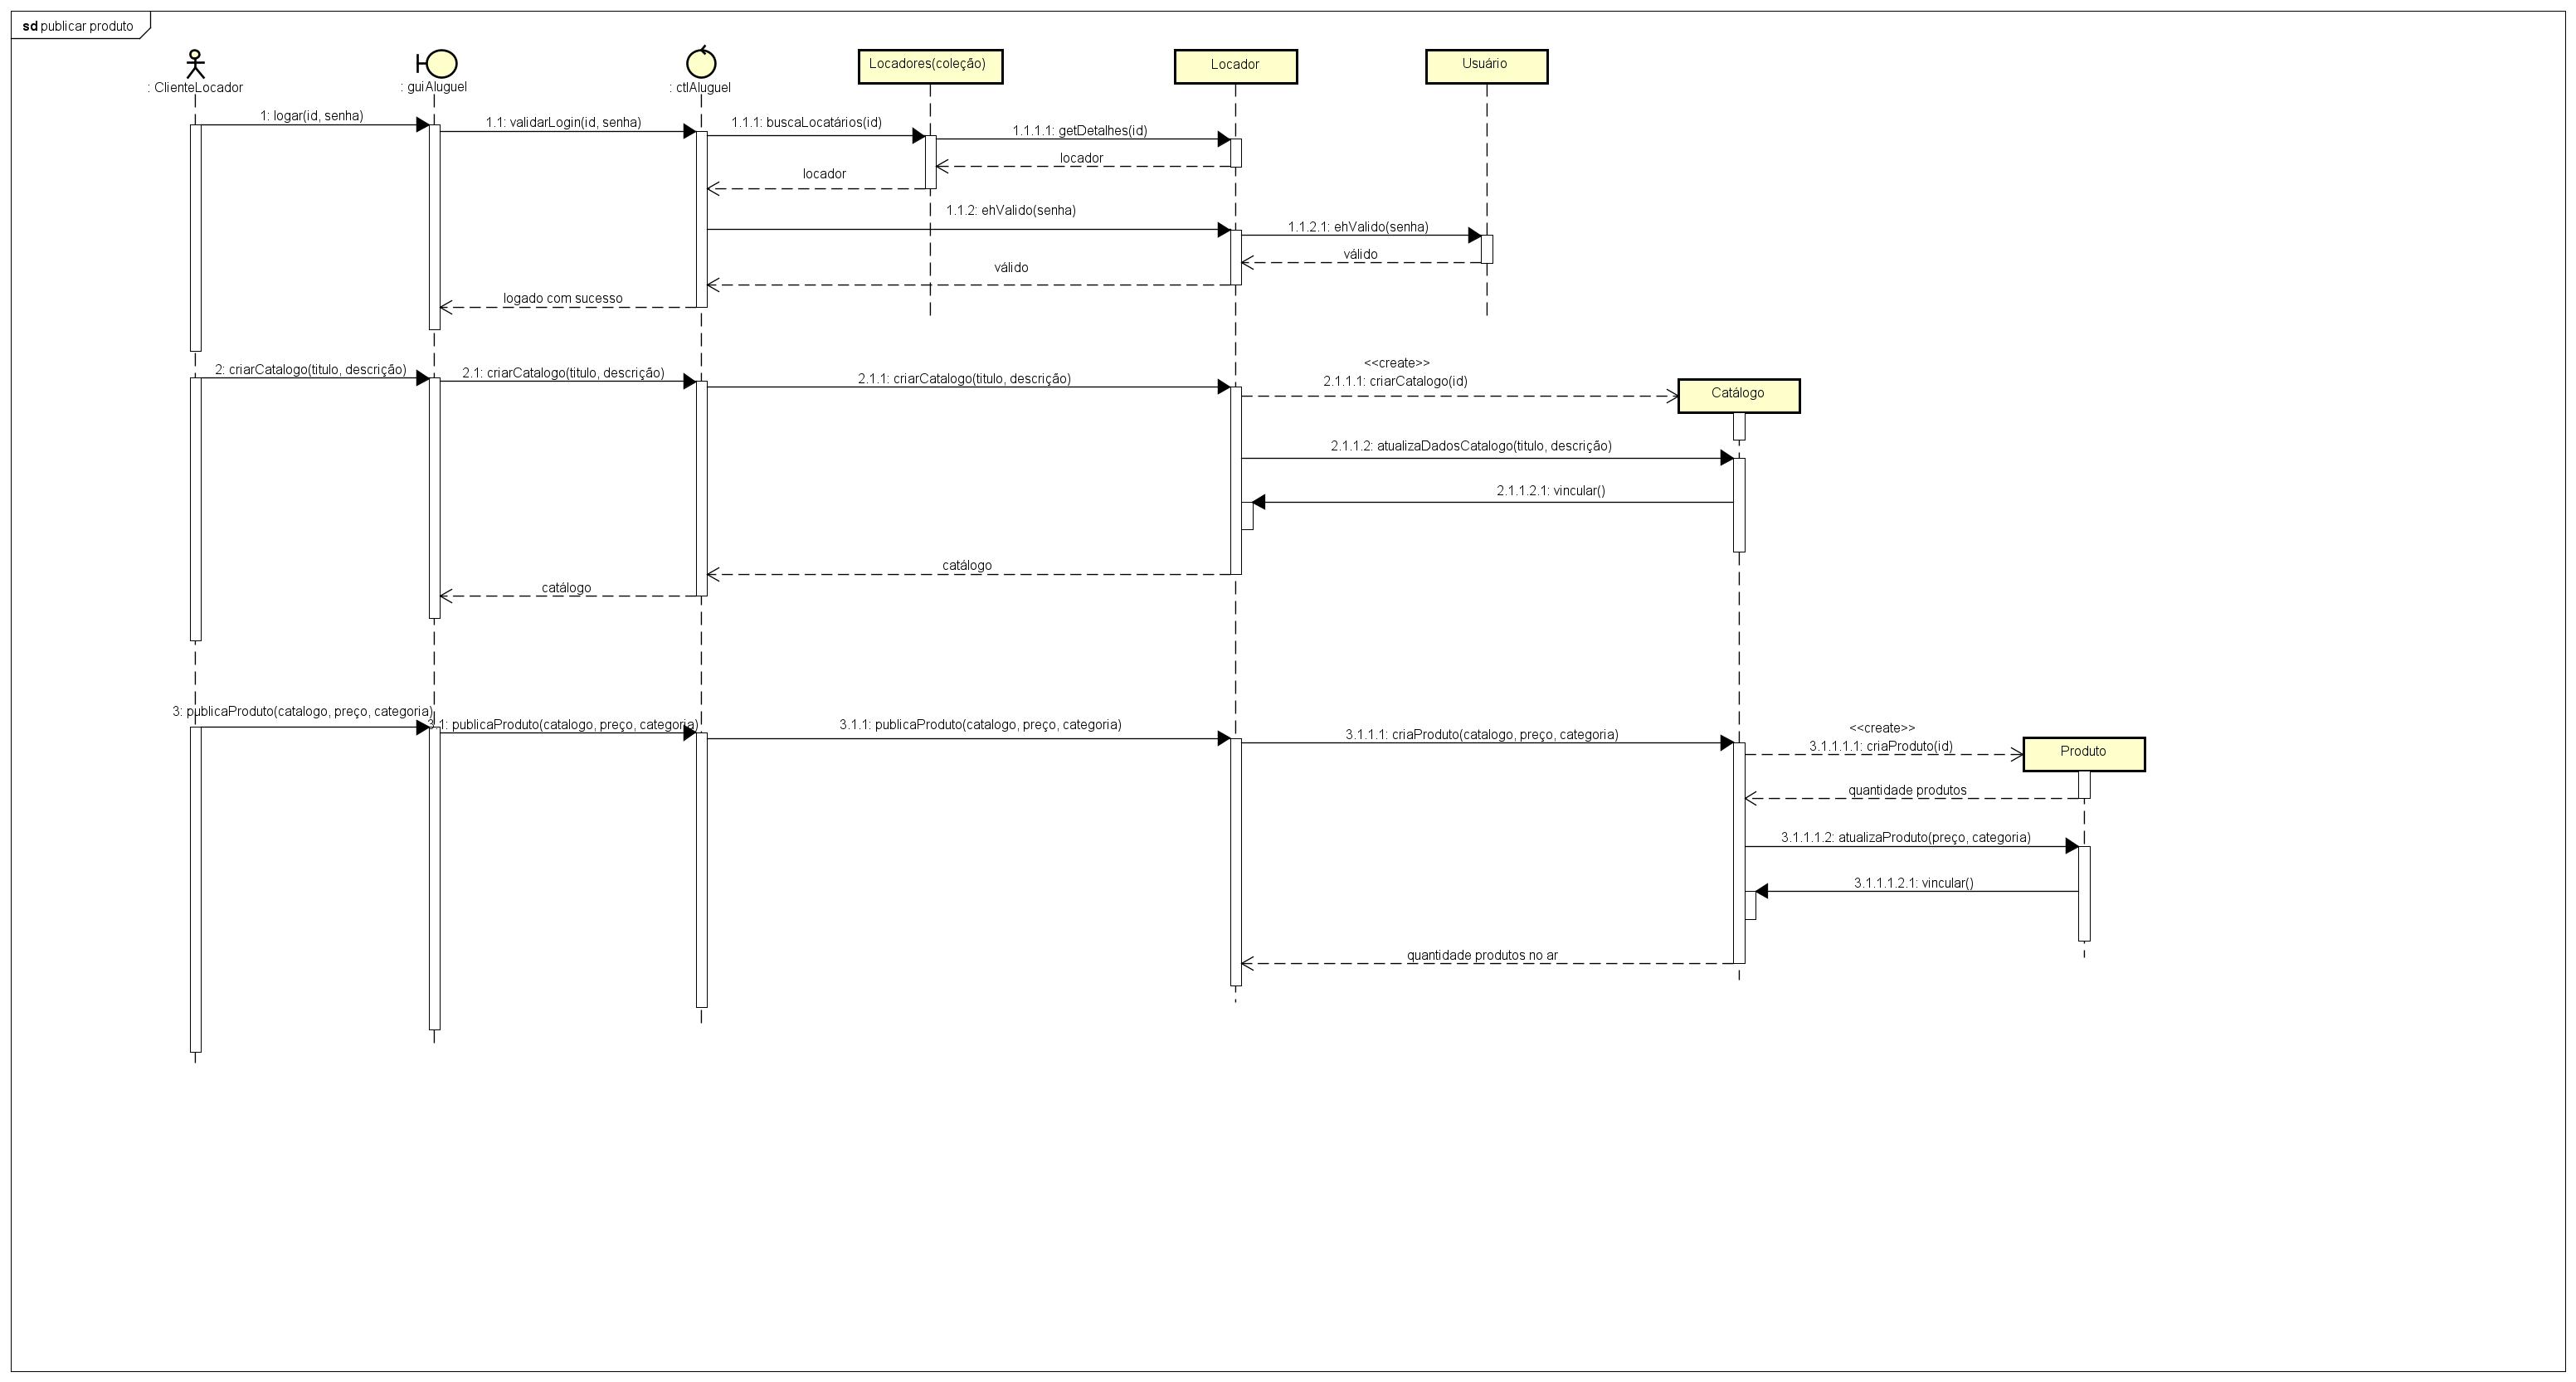 sd publicar produto
: ClienteLocador
: guiAluguel
: ctlAluguel
Locadores(coleção)
Locador
Usuário
1: logar(id, senha)
1.1: validarLogin(id, senha)
1.1.1: buscaLocatários(id)
1.1.1.1: getDetalhes(id)
locador
locador
1.1.2: ehValido(senha)
1.1.2.1: ehValido(senha)
válido
válido
logado com sucesso
2: criarCatalogo(titulo, descrição)
2.1: criarCatalogo(titulo, descrição)
2.1.1: criarCatalogo(titulo, descrição)
<<create>>
2.1.1.1: criarCatalogo(id)
Catálogo
2.1.1.2: atualizaDadosCatalogo(titulo, descrição)
2.1.1.2.1: vincular()
catálogo
catálogo
3: publicaProduto(catalogo, preço, categoria)
3.1: publicaProduto(catalogo, preço, categoria)
3.1.1: publicaProduto(catalogo, preço, categoria)
3.1.1.1: criaProduto(catalogo, preço, categoria)
<<create>>
3.1.1.1.1: criaProduto(id)
Produto
quantidade produtos
3.1.1.1.2: atualizaProduto(preço, categoria)
3.1.1.1.2.1: vincular()
quantidade produtos no ar